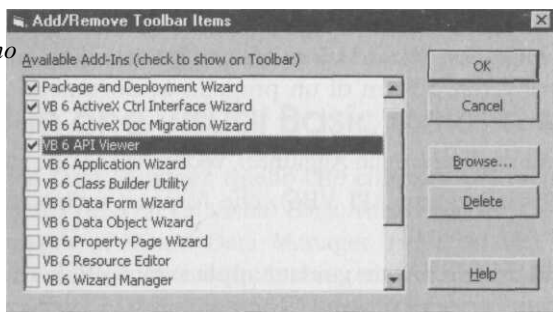 Add/Remove Toolbar Items
Available Add-Ins (check to show on Toolbar)
Package and Deployment Wizard
VB 6 ActiveX Ctrl Interface Wizard
VB 6 ActiveX Doc Migration Wizard
VB 6 API Viewer
VB 6 Application Wizard
VB 6 Class Builder Utility
VB 6 Data Form Wizard
VB 6 Data Object Wizard
VB 6 Property Page Wizard
VB 6 Resource Editor
VB 6 Wizard Manager
OK
Cancel
Browse...
Delete
Help